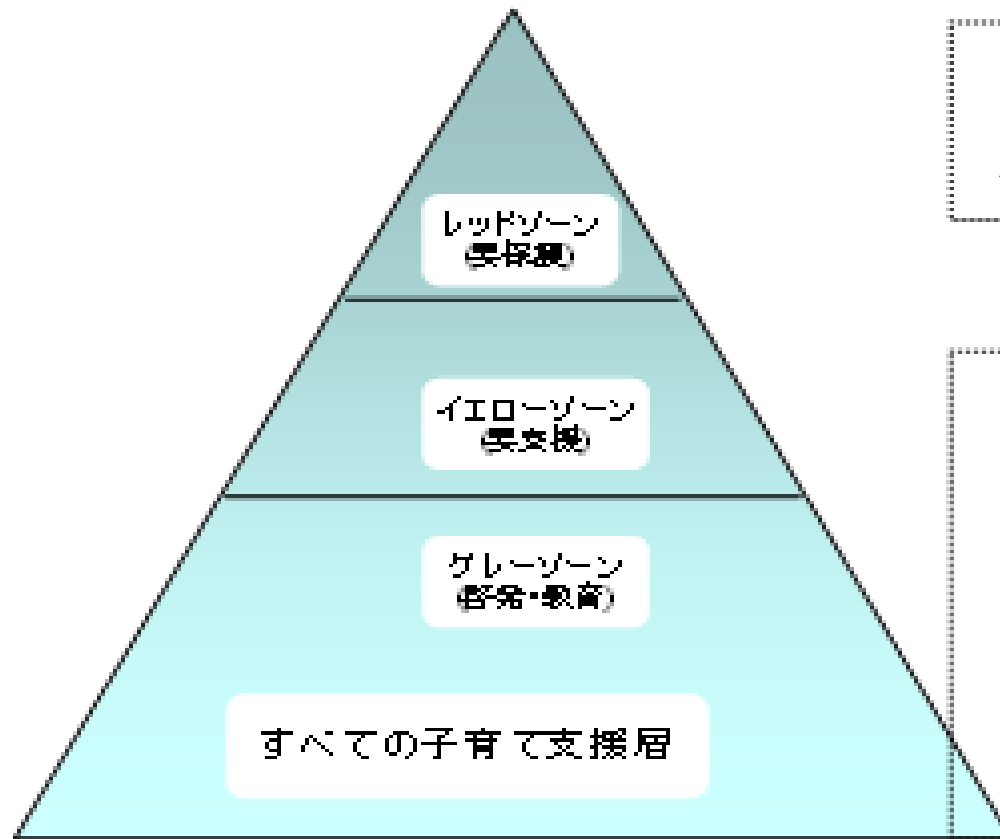 レッドゾーン
(要保護)
イエローゾーン
(要支援)
グレーゾーン
(啓発・教育)
すべての子育て支援層